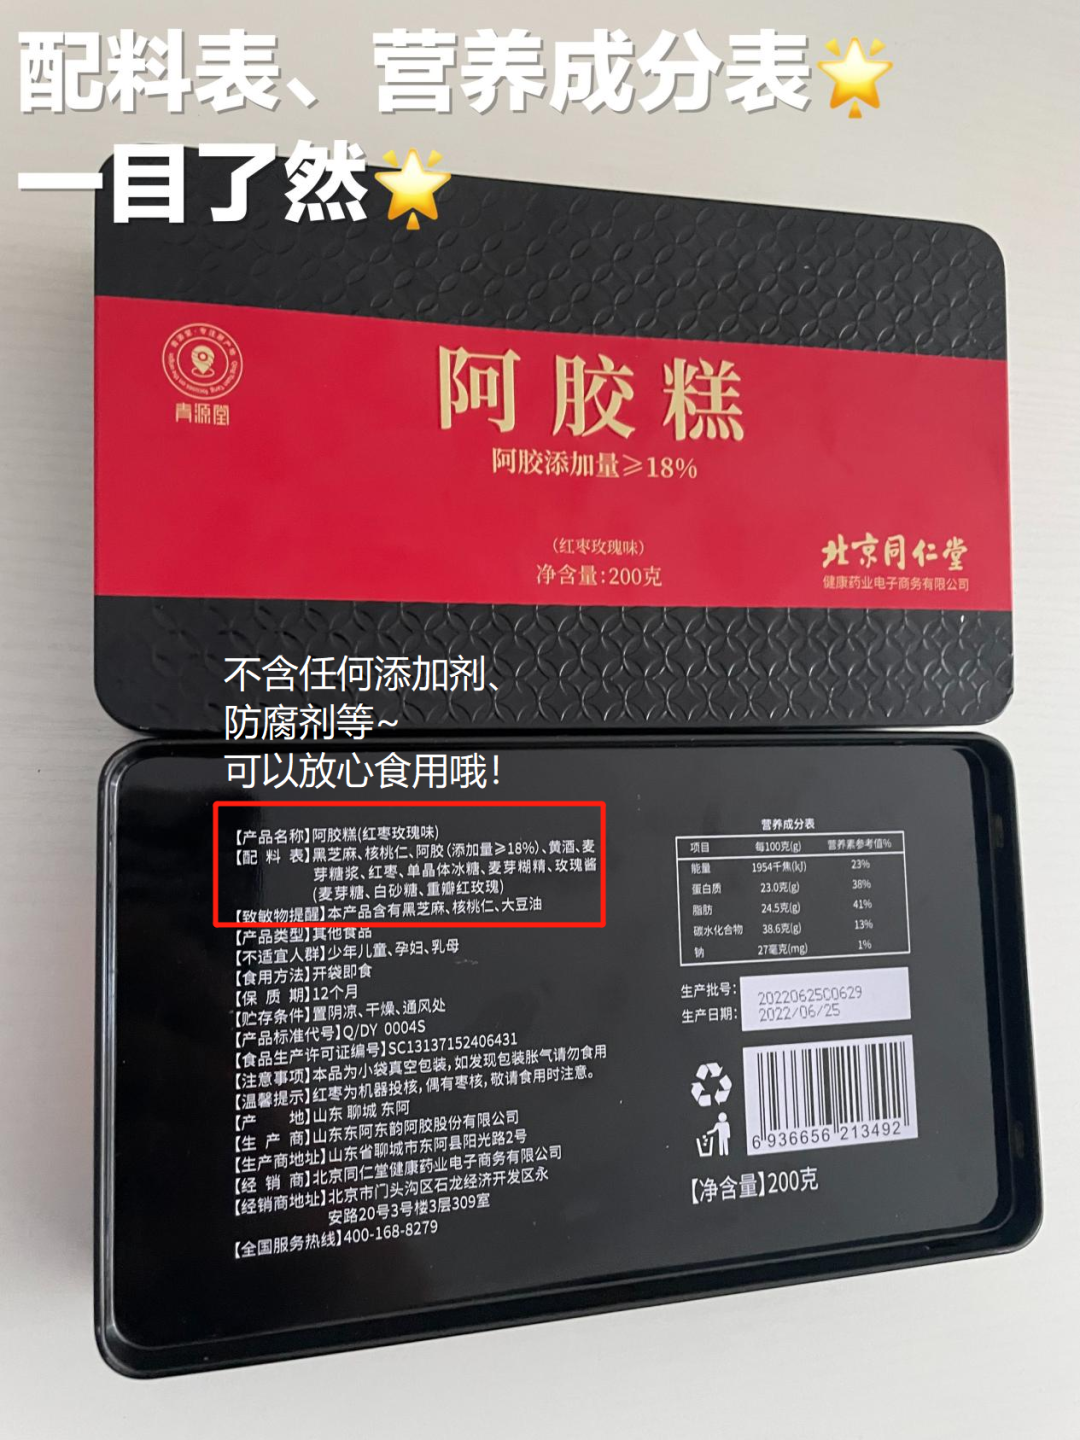 配料表、营养成分表
一目了然
青源堂
阿胶糕
阿胶添加量≥18%
(红枣玫瑰味)
净含量:200克
北京同仁堂
健康药业电子商务有限公司
不含任何添加剂、
防腐剂等~
可以放心食用哦!
【产品名称】阿胶糕(红枣玫瑰味)
【配 料 表】黑芝麻、核桃仁、阿胶(添加量≥18%)、黄酒、麦
芽糖浆、红枣、单晶体冰糖、麦芽糊精、玫瑰酱
(麦芽糖、白砂糖、重瓣红玫瑰)
【致敏物提醒】本产品含有黑芝麻、核桃仁、大豆油
【产品类型】其他食品
【不适宜人群】少年儿童、孕妇、乳母
【食用方法】开袋即食
【保 质 期】12个月
【贮存条件】置阴凉、干燥、通风处
【产品标准代号】Q/DY 0004S
【食品生产许可证编号】SC13137152406431
【注意事项】本品为小袋真空包装,如发现包装胀气请勿食用
【温馨提示】红枣为机器投核,偶有枣核,敬请食用时注意。
【产 地】山东 聊城 东阿
【生 产 商】山东东阿东韵阿胶股份有限公司
【生产商地址】山东省聊城市东阿县阳光路2号
【经 销 商】北京同仁堂健康药业电子商务有限公司
【经销商地址】北京市门头沟区石龙经济开发区永
安路20号3号楼3层309室
【全国服务热线】400-168-8279
营养成分表
项目 每100克(g) 营养素参考值%
能量 1954千焦(kJ) 23%
蛋白质 23.0克(g) 38%
脂肪 24.5克(g) 41%
碳水化合物 38.6克(g) 13%
钠 27毫克(mg) 1%
生产批号: 20220625C0629
生产日期: 2022/06/25
6 936656 213492
【净含量】200克